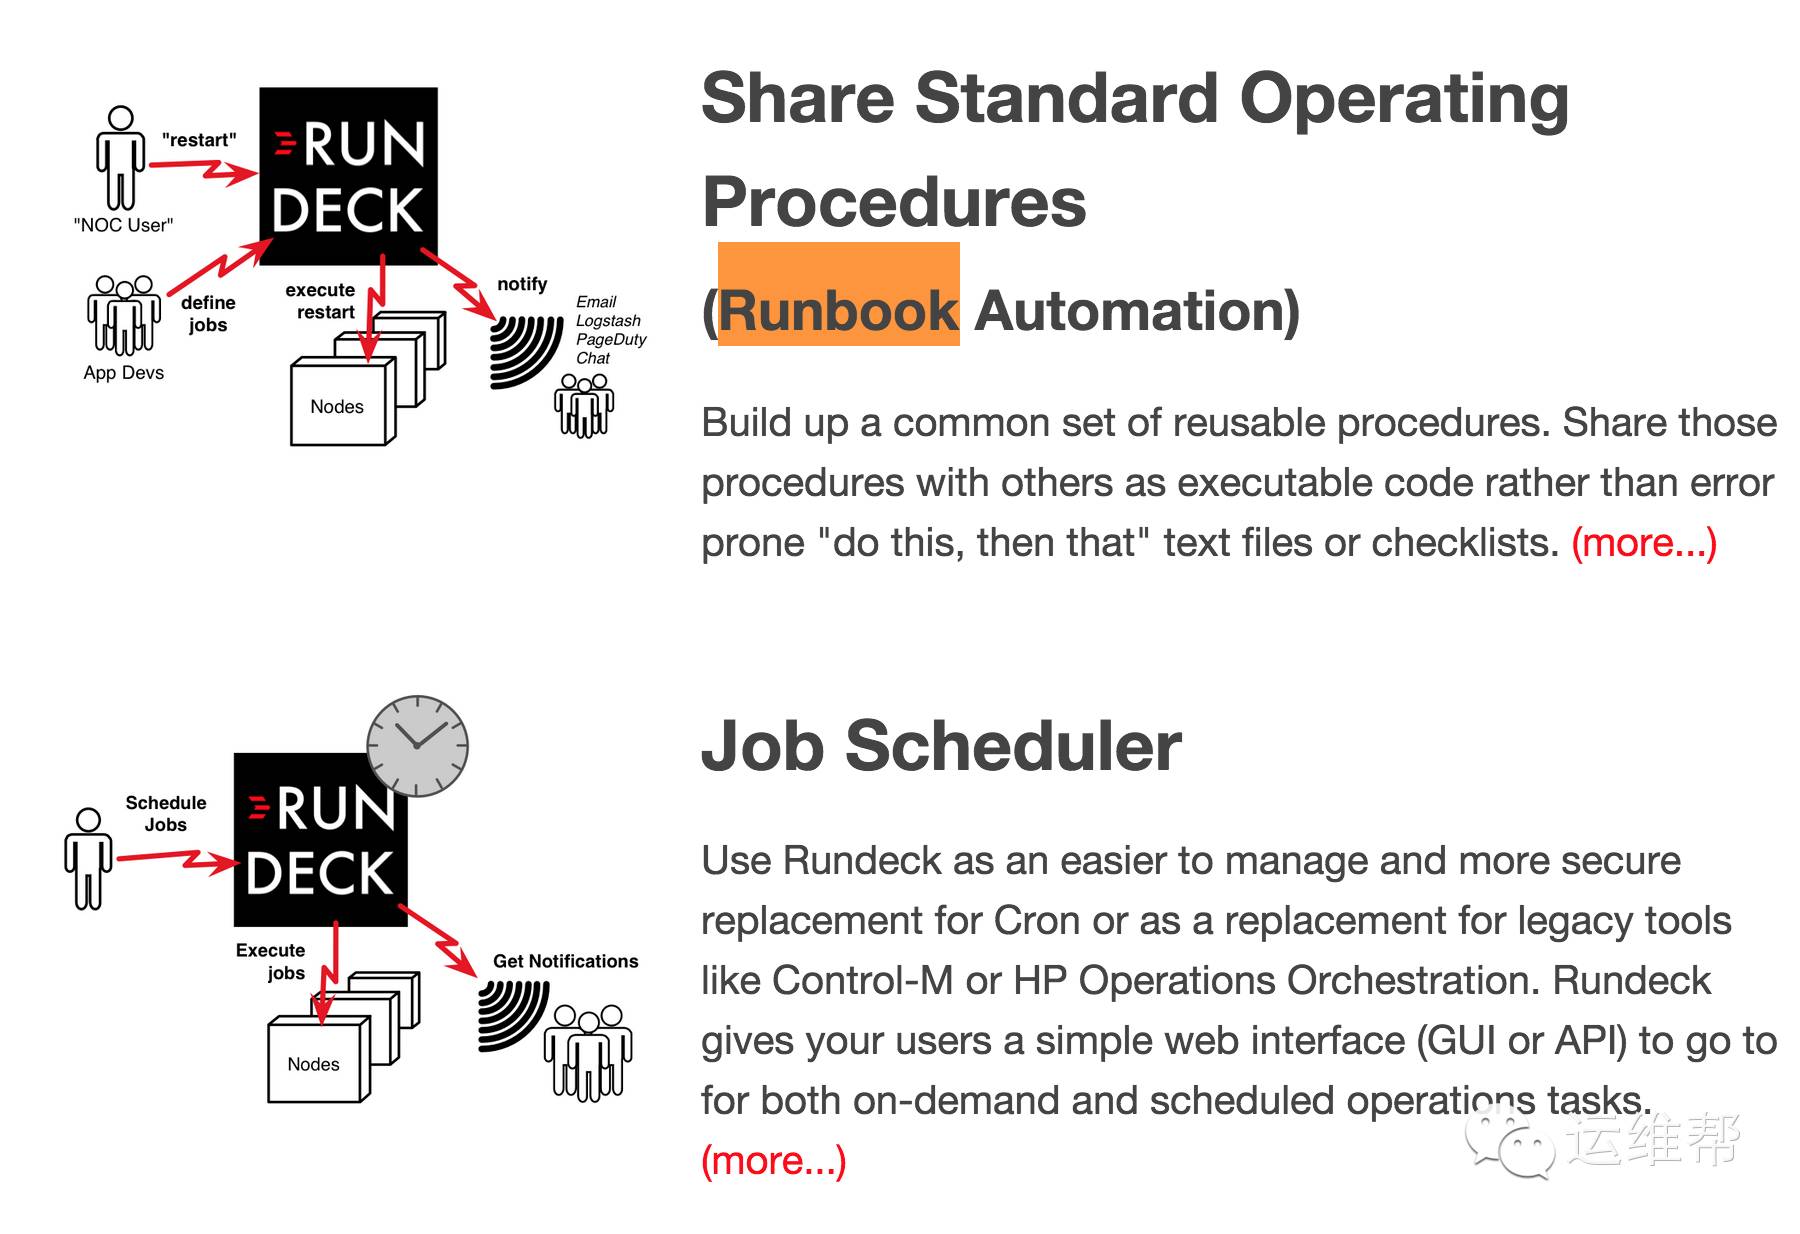 Share Standard Operating
Procedures
(Runbook Automation)
Build up a common set of reusable procedures. Share those
procedures with others as executable code rather than error
prone "do this, then that" text files or checklists. (more...)
"restart"
RUN
DECK
"NOC User"
define
jobs
App Devs
execute
restart
Nodes
notify
Email
Logstash
PageDuty
Chat
Job Scheduler
Use Rundeck as an easier to manage and more secure
replacement for Cron or as a replacement for legacy tools
like Control-M or HP Operations Orchestration. Rundeck
gives your users a simple web interface (GUI or API) to go to
for both on-demand and scheduled operations tasks.
(more...)
Schedule
Jobs
RUN
DECK
Execute
jobs
Nodes
Get Notifications
运维帮